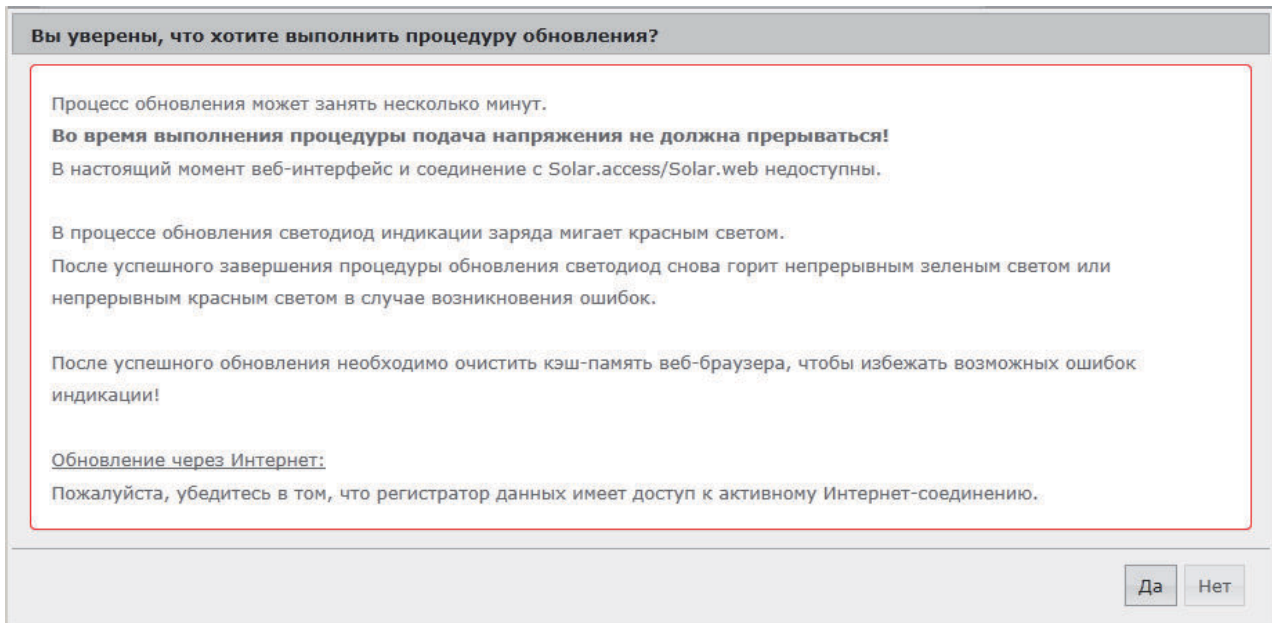 Вы уверены, что хотите выполнить процедуру обновления?
Процесс обновления может занять несколько минут.
Во время выполнения процедуры подача напряжения не должна прерываться!
В настоящий момент веб-интерфейс и соединение с Solar.access/Solar.web недоступны.
В процессе обновления светодиод индикации заряда мигает красным светом.
После успешного завершения процедуры обновления светодиод снова горит непрерывным зеленым светом или
непрерывным красным светом в случае возникновения ошибок.
После успешного обновления необходимо очистить кэш-память веб-браузера, чтобы избежать возможных ошибок
индикации!
Обновление через Интернет:
Пожалуйста, убедитесь в том, что регистратор данных имеет доступ к активному Интернет-соединению.
Да Нет